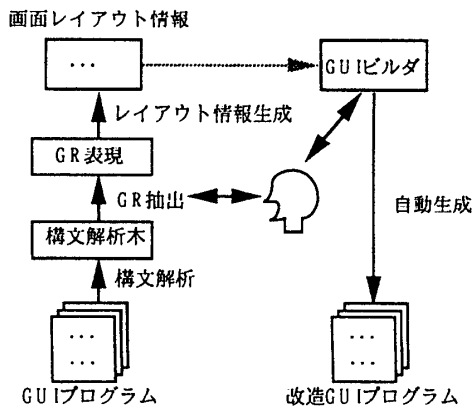 画面レイアウト情報
...
GUIビルダ
レイアウト情報生成
GR表現
GR抽出
自動生成
構文解析木
構文解析
...
...
...
...
GUIプログラム
改造GUIプログラム